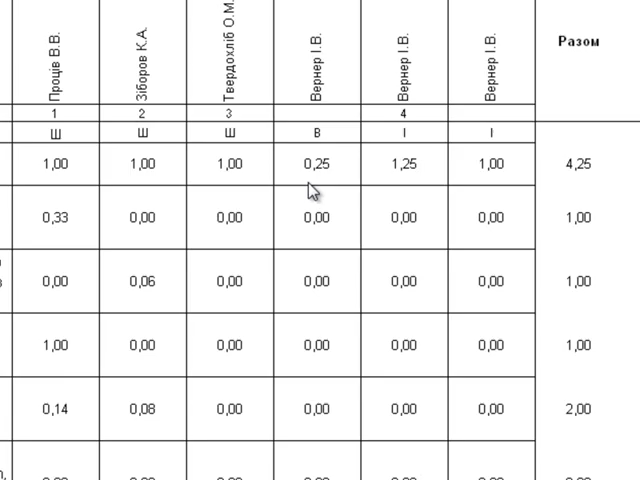 Проців В.В. Зіборов К.А. Твердохліб О.М. Вернер І.В. Вернер І.В. Вернер І.В. Разом
1 2 3 4
Ш Ш Ш В І І
1,00 1,00 1,00 0,25 1,25 1,00 4,25
0,33 0,00 0,00 0,00 0,00 0,00 1,00
0,00 0,06 0,00 0,00 0,00 0,00 1,00
1,00 0,00 0,00 0,00 0,00 0,00 1,00
0,14 0,08 0,00 0,00 0,00 0,00 2,00